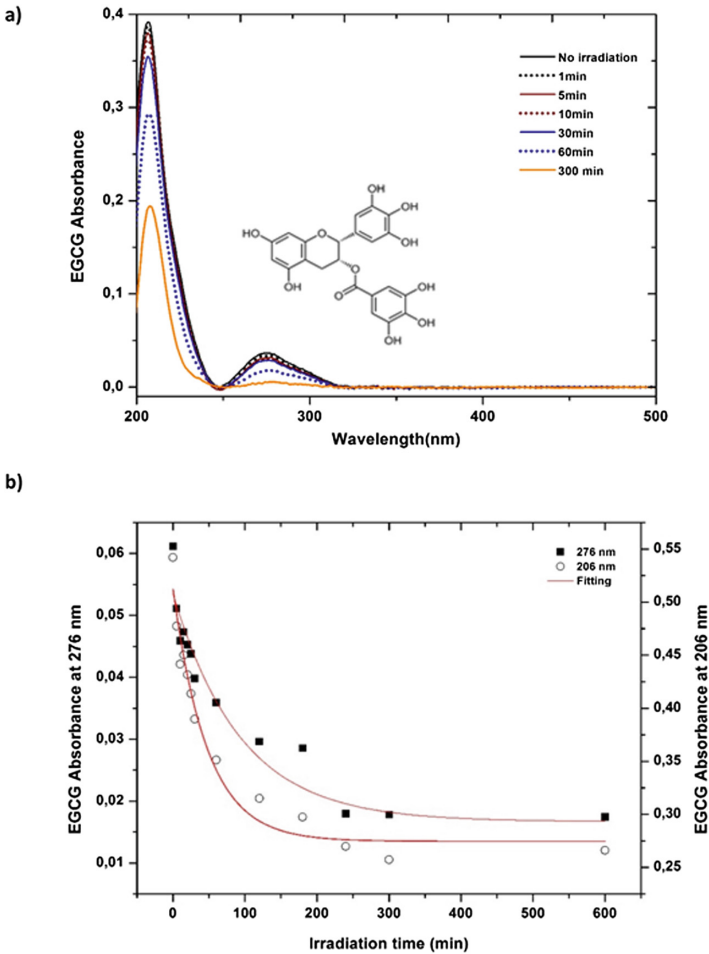 a)
EGCG Absorbance
0,4
0,3
0,2
0,1
0,0
200
300
400
500
Wavelength(nm)
No irradiation
1min
5min
10min
30min
60min
300 min
OH
OH
OH
HO
O
OH
O
O
OH
OH
OH
b)
EGCG Absorbance at 276 nm
0,06
0,05
0,04
0,03
0,02
0,01
0
100
200
300
400
500
600
Irradiation time (min)
0,55
0,50
0,45
0,40
0,35
0,30
0,25
EGCG Absorbance at 206 nm
276 nm
206 nm
Fitting